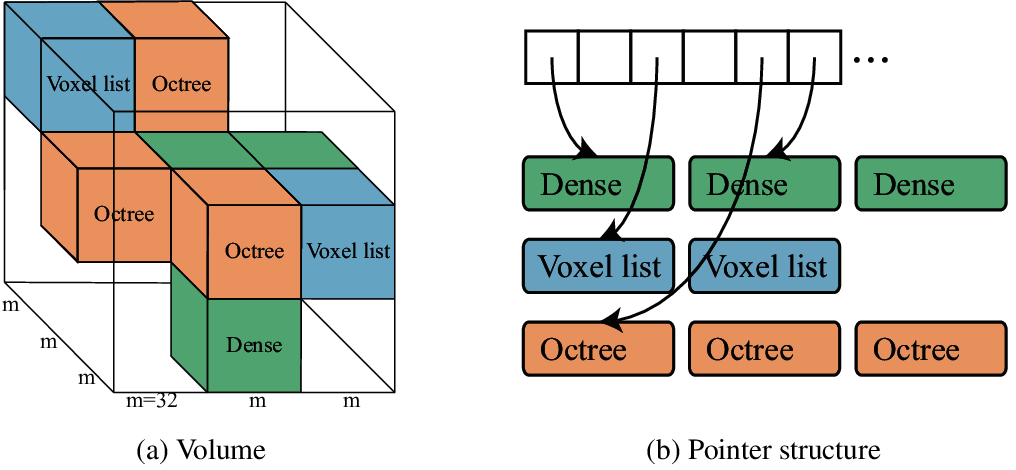 Voxel list Octree
Octree
Octree Voxel list
Dense
m
m
m
m=32 m m
(a) Volume
...
Dense Dense Dense
Voxel list Voxel list
Octree Octree Octree
(b) Pointer structure